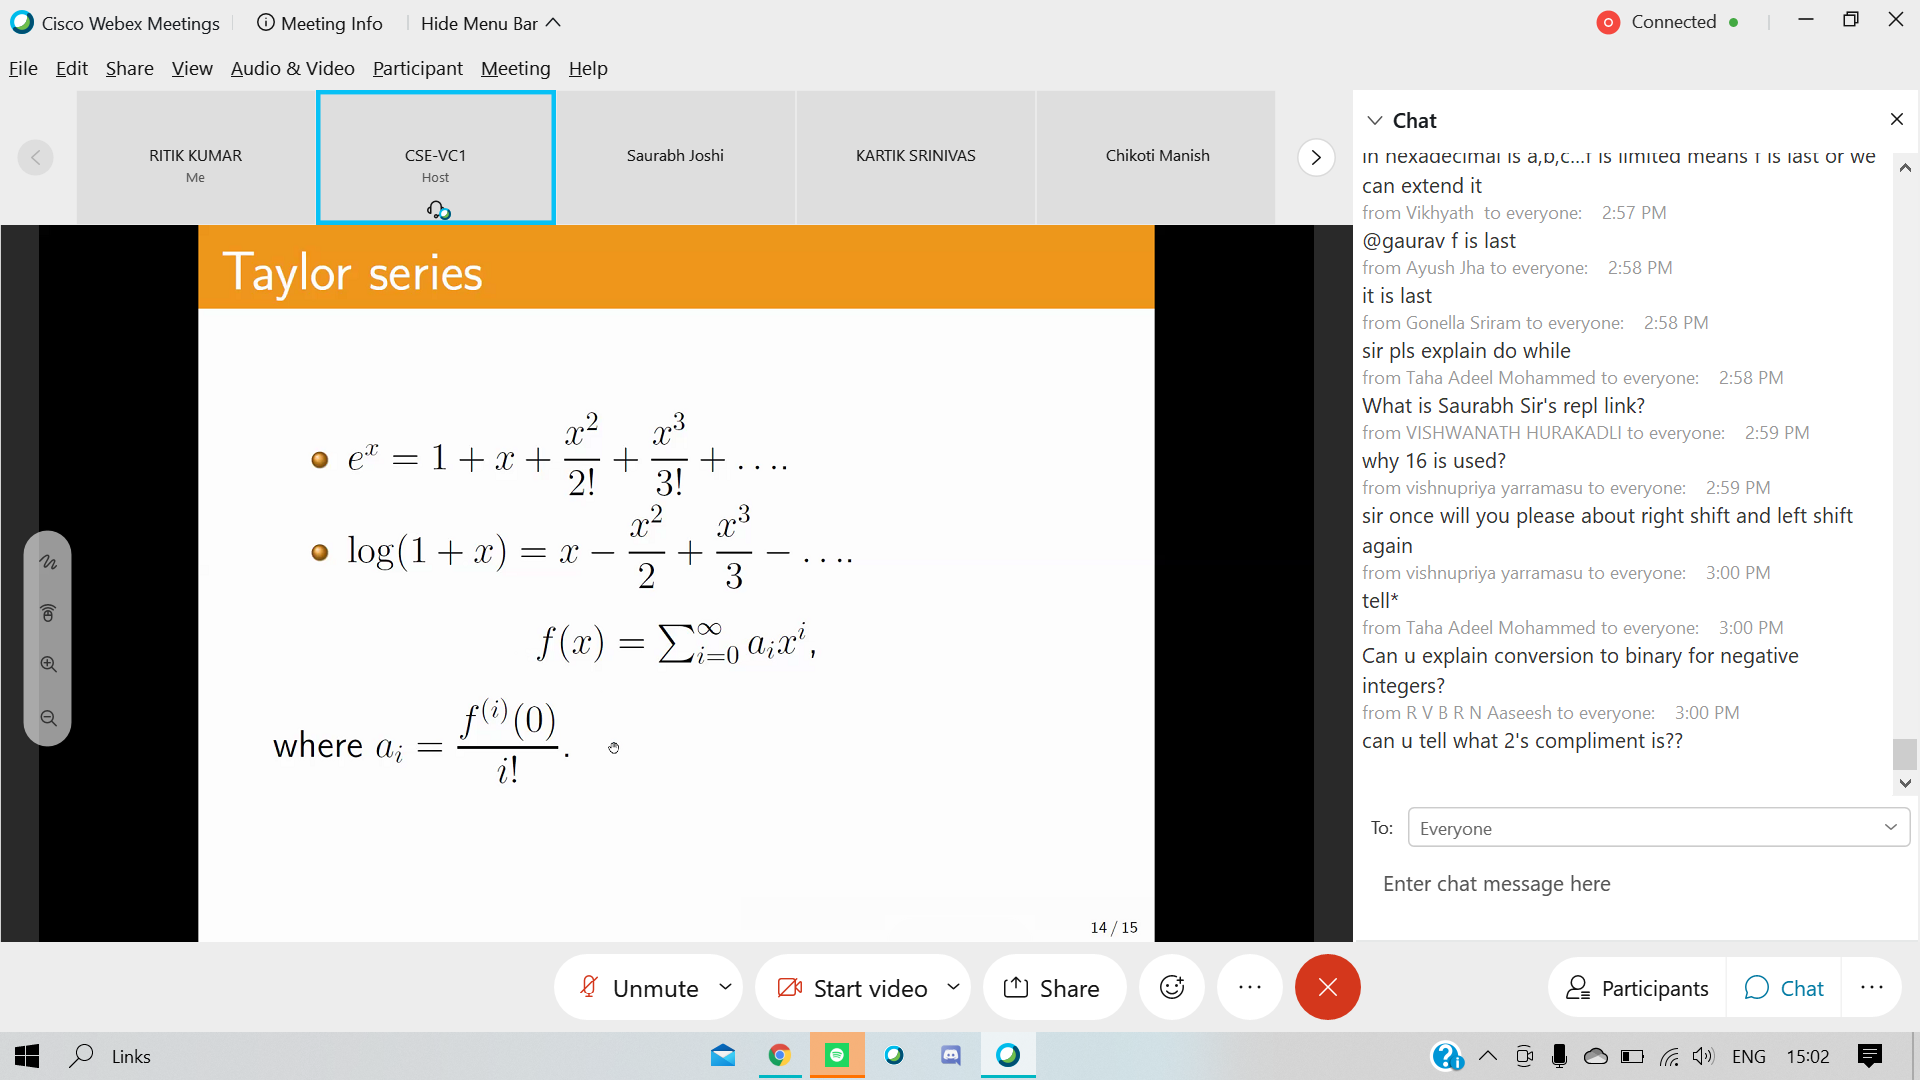 Cisco Webex Meetings
Meeting Info
Hide Menu Bar
Connected
File Edit Share View Audio & Video Participant Meeting Help
RITIK KUMAR
Me
CSE-VC1
Host
Saurabh Joshi
KARTIK SRINIVAS
Chikoti Manish
Taylor series
e^x = 1 + x + x^2/2! + x^3/3! + ....
log(1 + x) = x − x^2/2 + x^3/3 − ....
f(x) = ∑_{i=0}^{∞} a_i x^i,
where a_i = f^{(i)}(0)/i!.
14 / 15
Chat
in hexadecimal is a,b,c...f is limited means f is last or we
can extend it
from Vikhyath to everyone: 2:57 PM
@gaurav f is last
from Ayush Jha to everyone: 2:58 PM
it is last
from Gonella Sriram to everyone: 2:58 PM
sir pls explain do while
from Taha Adeel Mohammed to everyone: 2:58 PM
What is Saurabh Sir's repl link?
from VISHWANATH HURAKADLI to everyone: 2:59 PM
why 16 is used?
from vishnupriya yarramasu to everyone: 2:59 PM
sir once will you please about right shift and left shift
again
from vishnupriya yarramasu to everyone: 3:00 PM
tell*
from Taha Adeel Mohammed to everyone: 3:00 PM
Can u explain conversion to binary for negative
integers?
from R V B R N Aaseesh to everyone: 3:00 PM
can u tell what 2's compliment is??
To: Everyone
Enter chat message here
Unmute
Start video
Share
Participants
Chat
Links
ENG
15:02